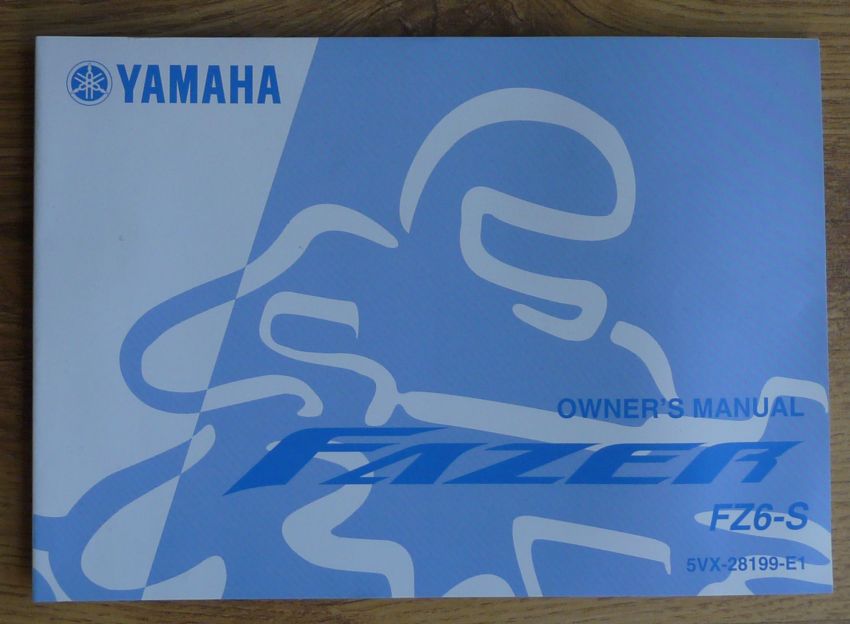 YAMAHA
OWNER'S MANUAL
FAZER
FZ6-S
5VX-28199-E1